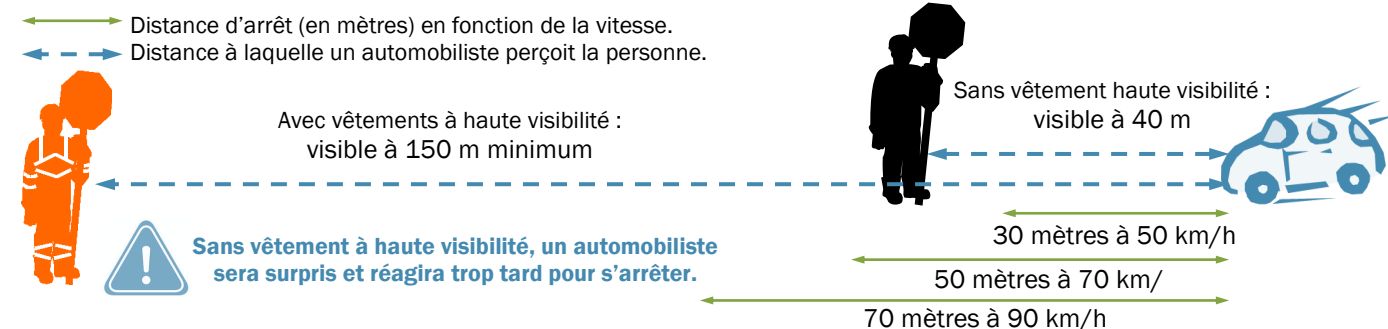 Distance d'arrêt (en mètres) en fonction de la vitesse.
Distance à laquelle un automobiliste perçoit la personne.
Avec vêtements à haute visibilité :
visible à 150 m minimum
Sans vêtement haute visibilité :
visible à 40 m
Sans vêtement à haute visibilité, un automobiliste
sera surpris et réagira trop tard pour s'arrêter.
30 mètres à 50 km/h
50 mètres à 70 km/
70 mètres à 90 km/h